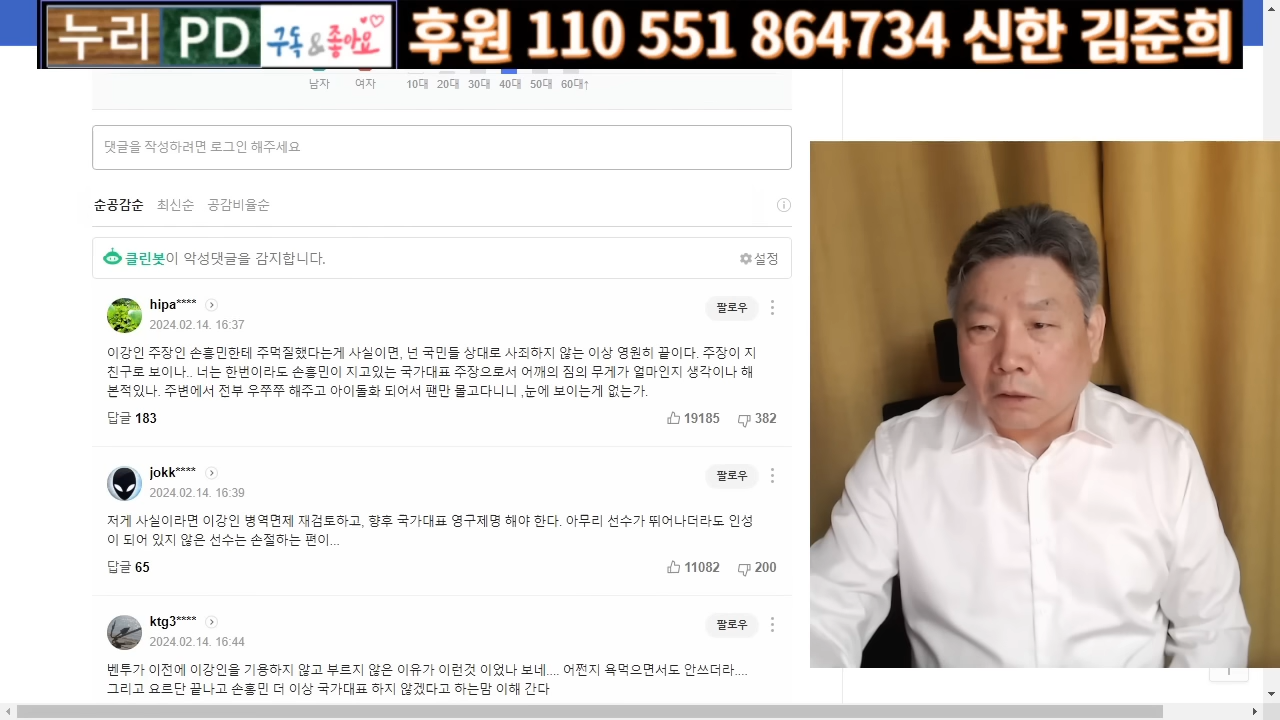 누리 PD 구독&좋아요 후원 110 551 864734 신한 김준희
남자 여자 10대 20대 30대 40대 50대 60대↑
댓글을 작성하려면 로그인 해주세요
순공감순 최신순 공감비율순
클린봇이 악성댓글을 감지합니다. 설정
hipa**** 팔로우
2024.02.14. 16:37
이강인 주장인 손흥민한테 주먹질했다는게 사실이면, 넌 국민들 상대로 사죄하지 않는 이상 영원히 끝이다. 주장이 지
친구로 보이나.. 너는 한번이라도 손흥민이 지고있는 국가대표 주장으로서 어깨의 짐의 무게가 얼마인지 생각이나 해
본적있나. 주변에서 전부 우쭈쭈 해주고 아이돌화 되어서 팬만 몰고다니니 ,눈에 보이는게 없는가.
답글 183 19185 382
jokk**** 팔로우
2024.02.14. 16:39
저게 사실이라면 이강인 병역면제 재검토하고, 향후 국가대표 영구제명 해야 한다. 아무리 선수가 뛰어나더라도 인성
이 되어 있지 않은 선수는 손절하는 편이...
답글 65 11082 200
ktg3**** 팔로우
2024.02.14. 16:44
벤투가 이전에 이강인을 기용하지 않고 부르지 않은 이유가 이런것 이었나 보네.... 어쩐지 욕먹으면서도 안쓰더라....
그리고 요르단 끝나고 손흥민 더 이상 국가대표 하지 않겠다고 하는맘 이해 간다